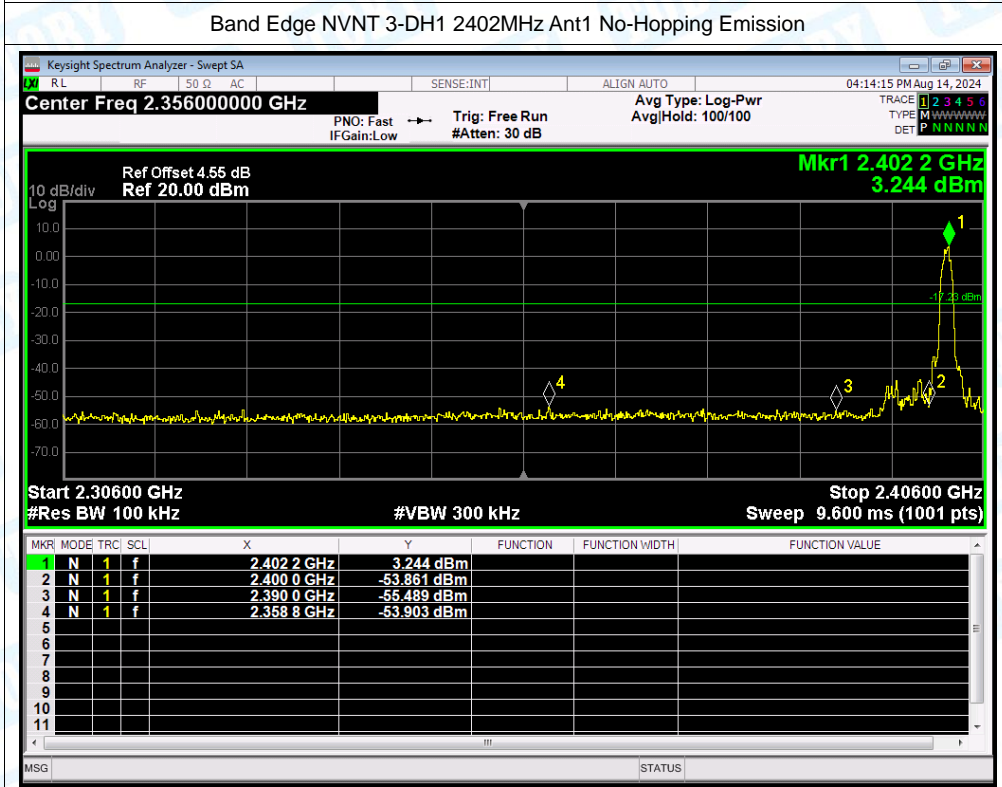 Band Edge NVNT 3-DH1 2402MHz Ant1 No-Hopping Emission
Keysight Spectrum Analyzer - Swept SA
LXI RL RF 50 Ω AC SENSE:INT ALIGN AUTO 04:14:15 PM Aug 14, 2024
Center Freq 2.356000000 GHz Avg Type: Log-Pwr TRACE 1 2 3 4 5 6
PNO: Fast Trig: Free Run Avg|Hold: 100/100 TYPE M WWWWW
IFGain:Low #Atten: 30 dB DET P N N N N N
Ref Offset 4.55 dB Mkr1 2.402 2 GHz
10 dB/div Ref 20.00 dBm 3.244 dBm
Log
10.0
1
0.00
-10.0
-17.23 dBm
-20.0
-30.0
-40.0
4 3 2
-50.0
-60.0
-70.0
Start 2.30600 GHz Stop 2.40600 GHz
#Res BW 100 kHz #VBW 300 kHz Sweep 9.600 ms (1001 pts)
MKR MODE TRC SCL X Y FUNCTION FUNCTION WIDTH FUNCTION VALUE
1 N 1 f 2.402 2 GHz 3.244 dBm
2 N 1 f 2.400 0 GHz -53.861 dBm
3 N 1 f 2.390 0 GHz -55.489 dBm
4 N 1 f 2.358 8 GHz -53.903 dBm
5
6
7
8
9
10
11
MSG STATUS